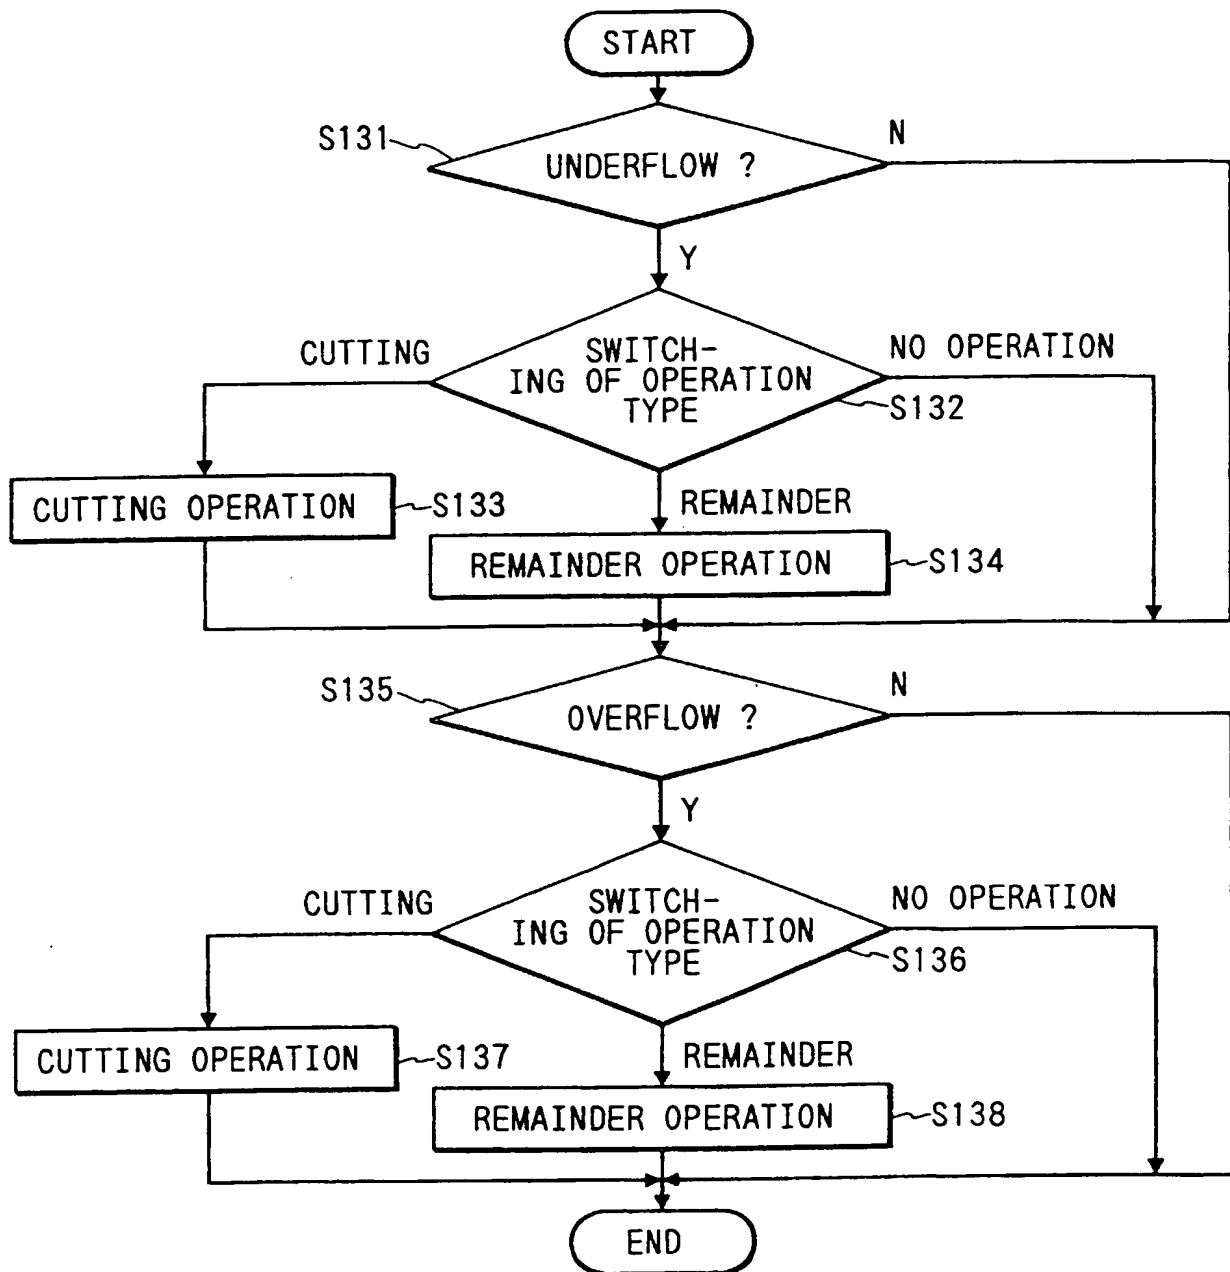 START
S131
UNDERFLOW ?
N
Y
CUTTING
SWITCH-
ING OF OPERATION
TYPE
NO OPERATION
S132
CUTTING OPERATION
S133
REMAINDER
REMAINDER OPERATION
S134
S135
OVERFLOW ?
N
Y
CUTTING
SWITCH-
ING OF OPERATION
TYPE
NO OPERATION
S136
CUTTING OPERATION
S137
REMAINDER
REMAINDER OPERATION
S138
END